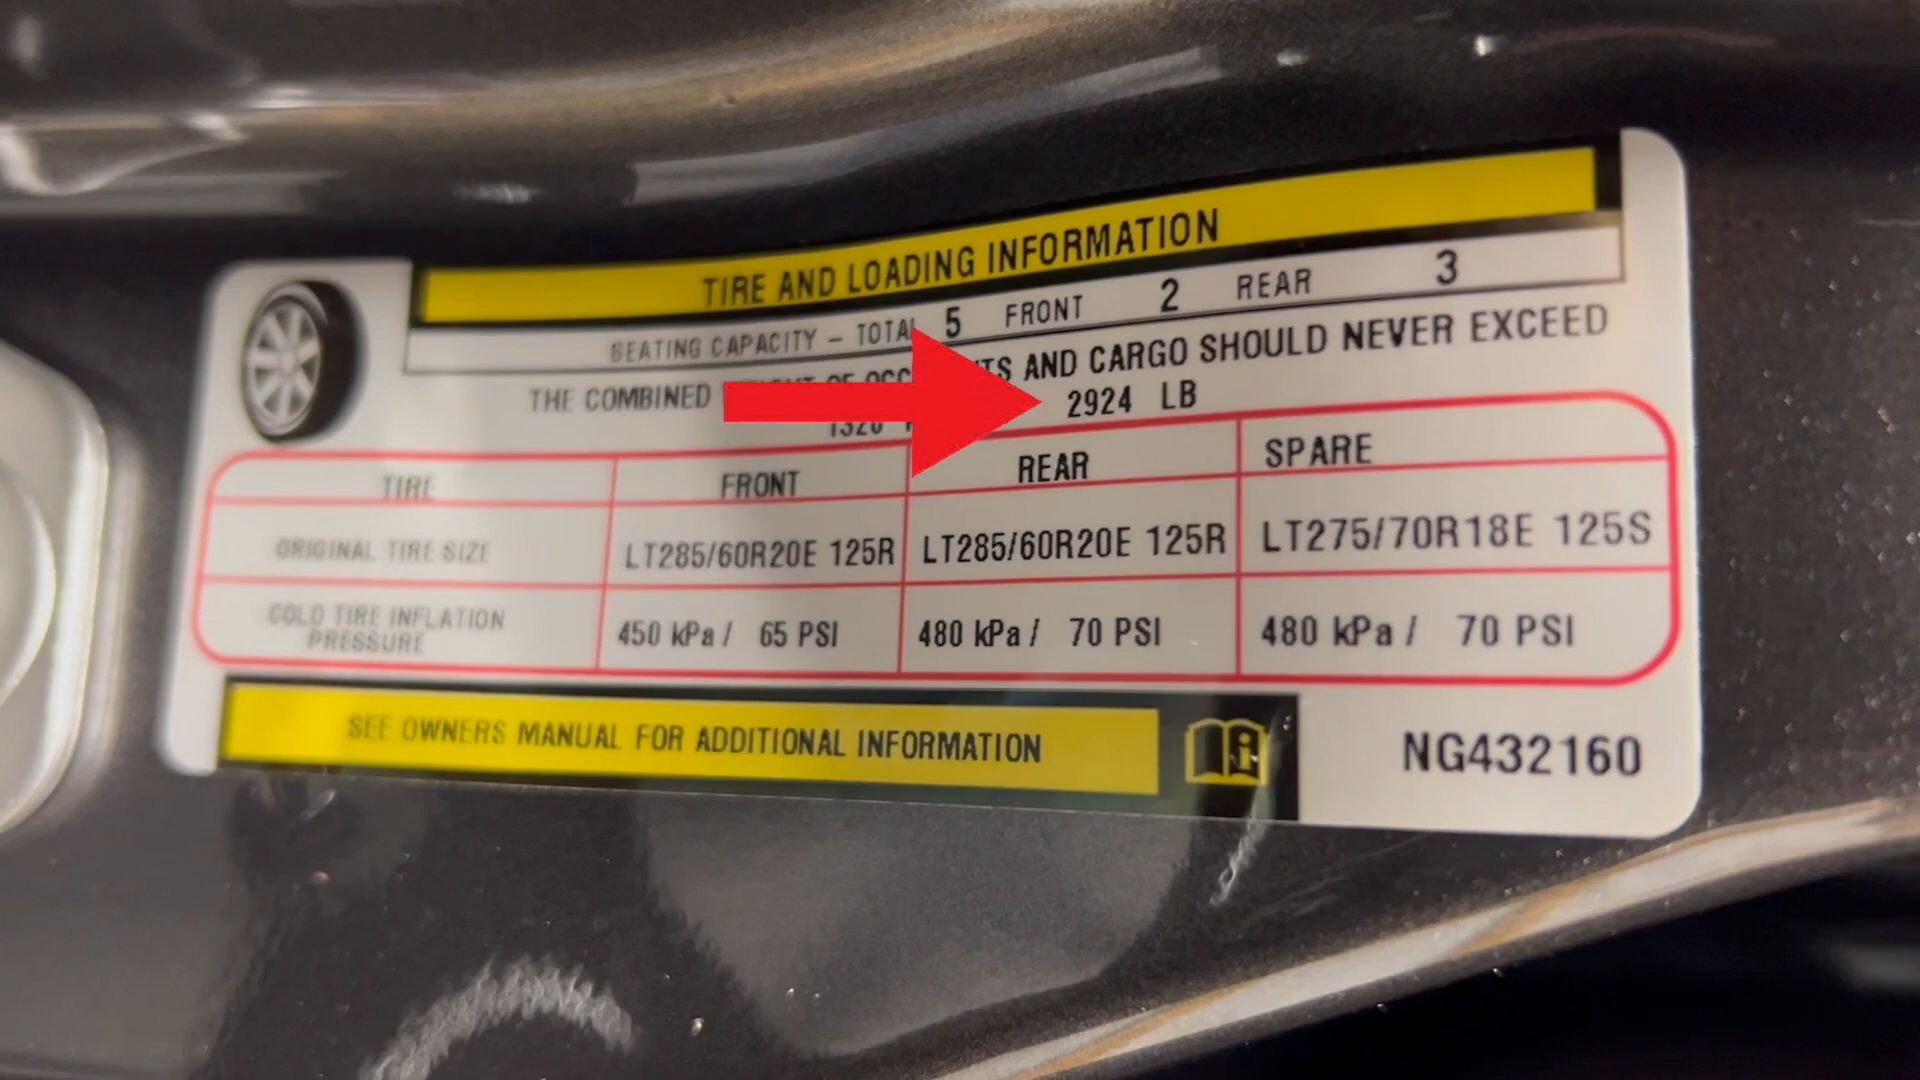 TIRE AND LOADING INFORMATION
SEATING CAPACITY – TOTAL 5 FRONT 2 REAR 3
THE COMBINED AND CARGO SHOULD NEVER EXCEED
1320 2924 LB
TIRE FRONT REAR SPARE
ORIGINAL TIRE SIZE LT285/60R20E 125R LT285/60R20E 125R LT275/70R18E 125S
COLD TIRE INFLATION
PRESSURE 450 kPa / 65 PSI 480 kPa / 70 PSI 480 kPa / 70 PSI
SEE OWNERS MANUAL FOR ADDITIONAL INFORMATION
NG432160